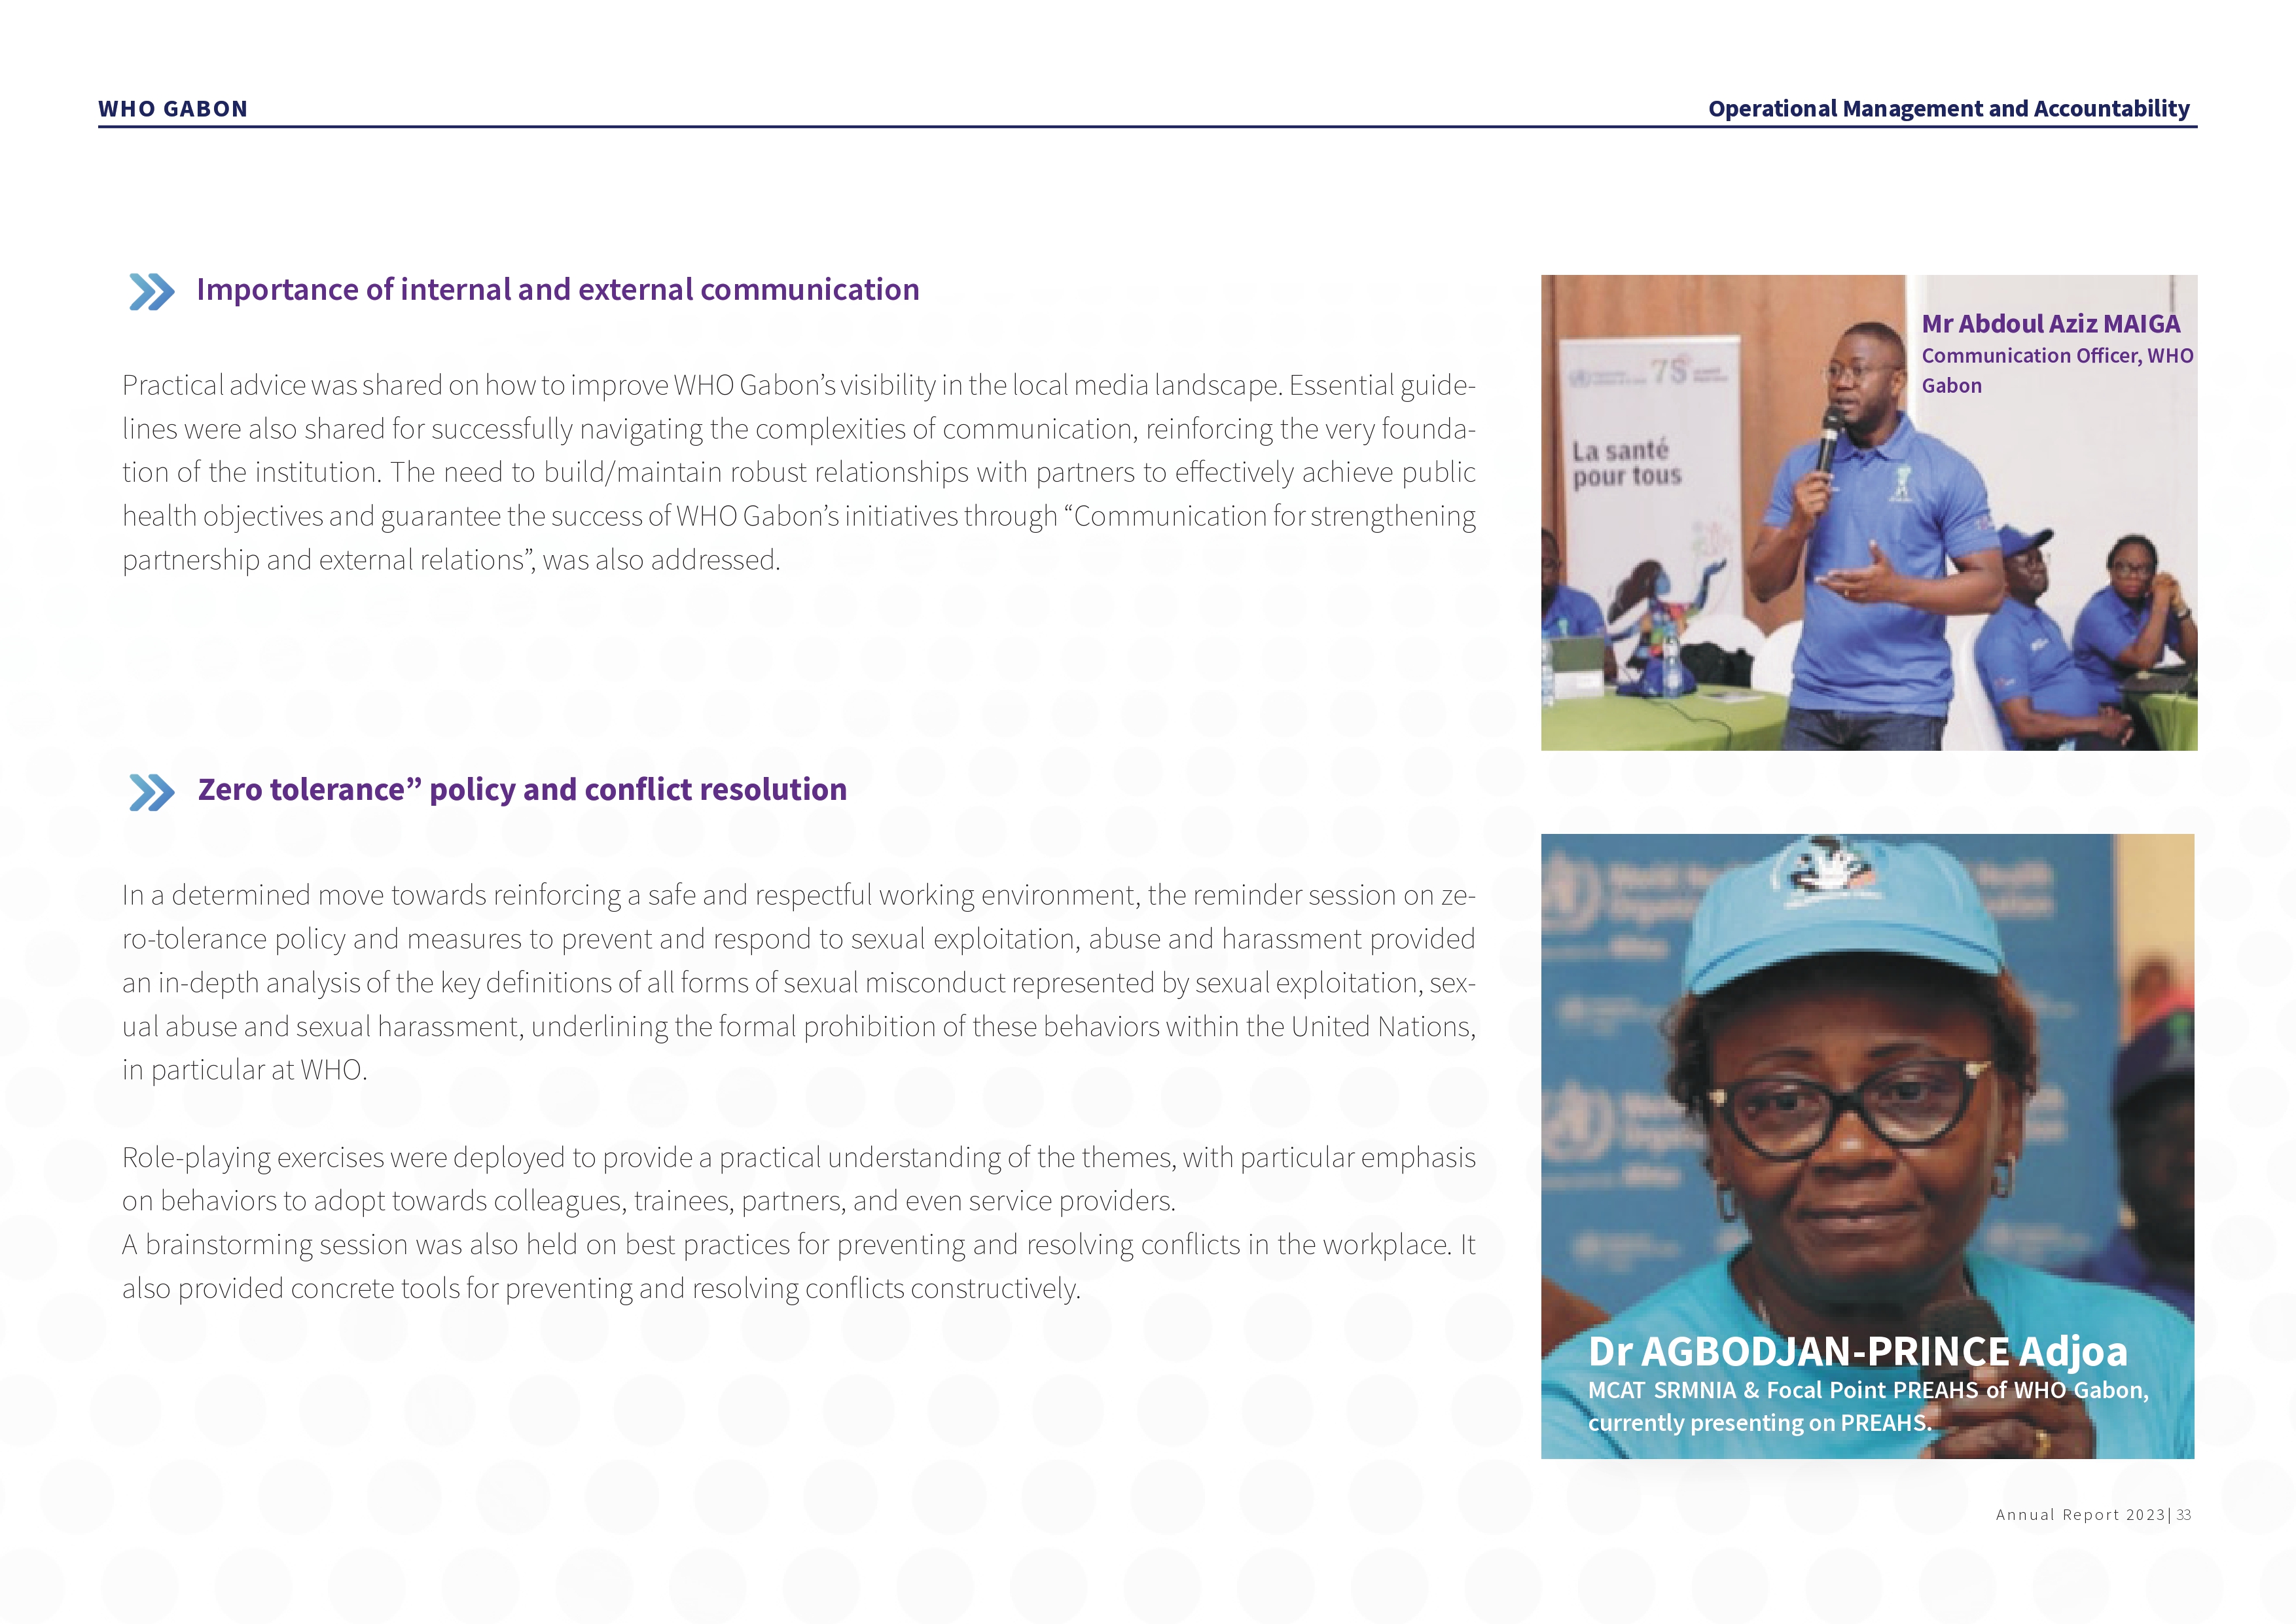 WHO GABON
Operational Management and Accountability
Importance of internal and external communication
Practical advice was shared on how to improve WHO Gabon’s visibility in the local media landscape. Essential guide-
lines were also shared for successfully navigating the complexities of communication, reinforcing the very founda-
tion of the institution. The need to build/maintain robust relationships with partners to effectively achieve public
health objectives and guarantee the success of WHO Gabon’s initiatives through “Communication for strengthening
partnership and external relations”, was also addressed.
Mr Abdoul Aziz MAIGA
Communication Officer, WHO
Gabon
75
La santé
pour tous
Zero tolerance” policy and conflict resolution
In a determined move towards reinforcing a safe and respectful working environment, the reminder session on ze-
ro-tolerance policy and measures to prevent and respond to sexual exploitation, abuse and harassment provided
an in-depth analysis of the key definitions of all forms of sexual misconduct represented by sexual exploitation, sex-
ual abuse and sexual harassment, underlining the formal prohibition of these behaviors within the United Nations,
in particular at WHO.
Role-playing exercises were deployed to provide a practical understanding of the themes, with particular emphasis
on behaviors to adopt towards colleagues, trainees, partners, and even service providers.
A brainstorming session was also held on best practices for preventing and resolving conflicts in the workplace. It
also provided concrete tools for preventing and resolving conflicts constructively.
Dr AGBODJAN-PRINCE Adjoa
MCAT SRMNIA & Focal Point PREAHS of WHO Gabon,
currently presenting on PREAHS.
Annual Report 2023| 33